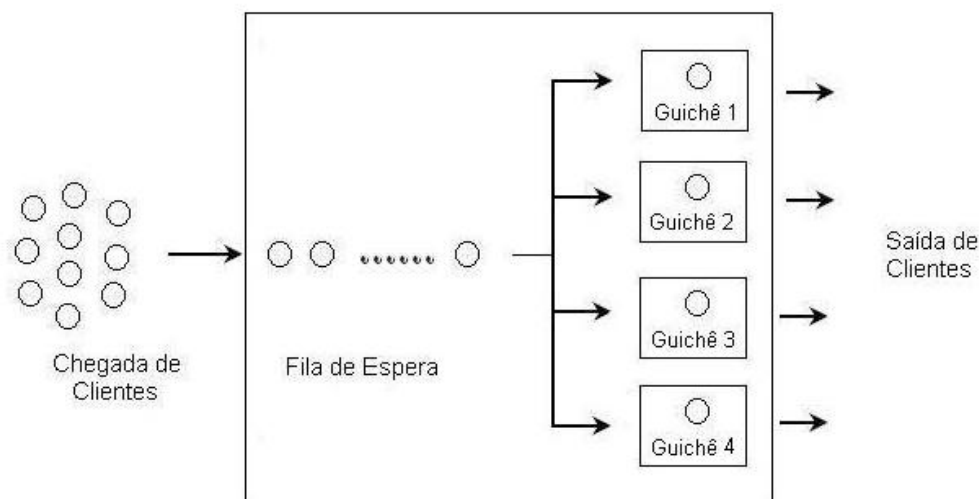 Chegada de
Clientes
Fila de Espera
Guichê 1
Guichê 2
Guichê 3
Guichê 4
Saída de
Clientes